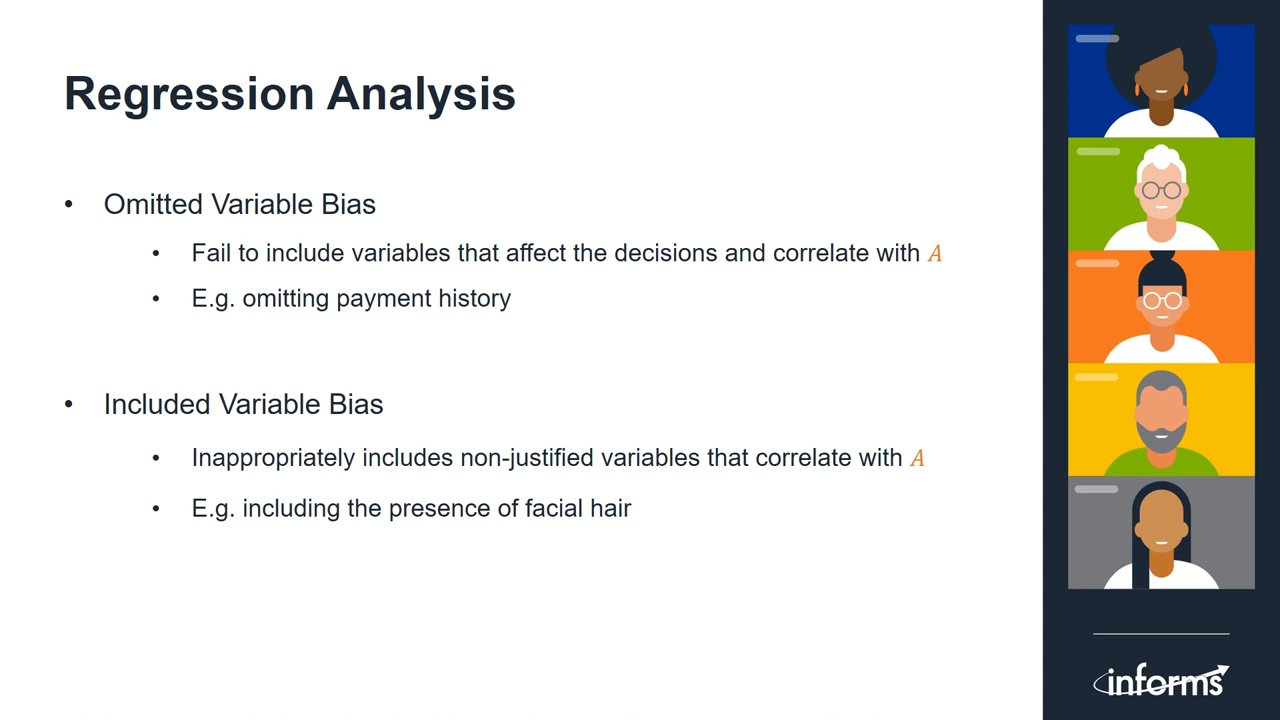 Regression Analysis
• Omitted Variable Bias
• Fail to include variables that affect the decisions and correlate with A
• E.g. omitting payment history
• Included Variable Bias
• Inappropriately includes non-justified variables that correlate with A
• E.g. including the presence of facial hair
informs